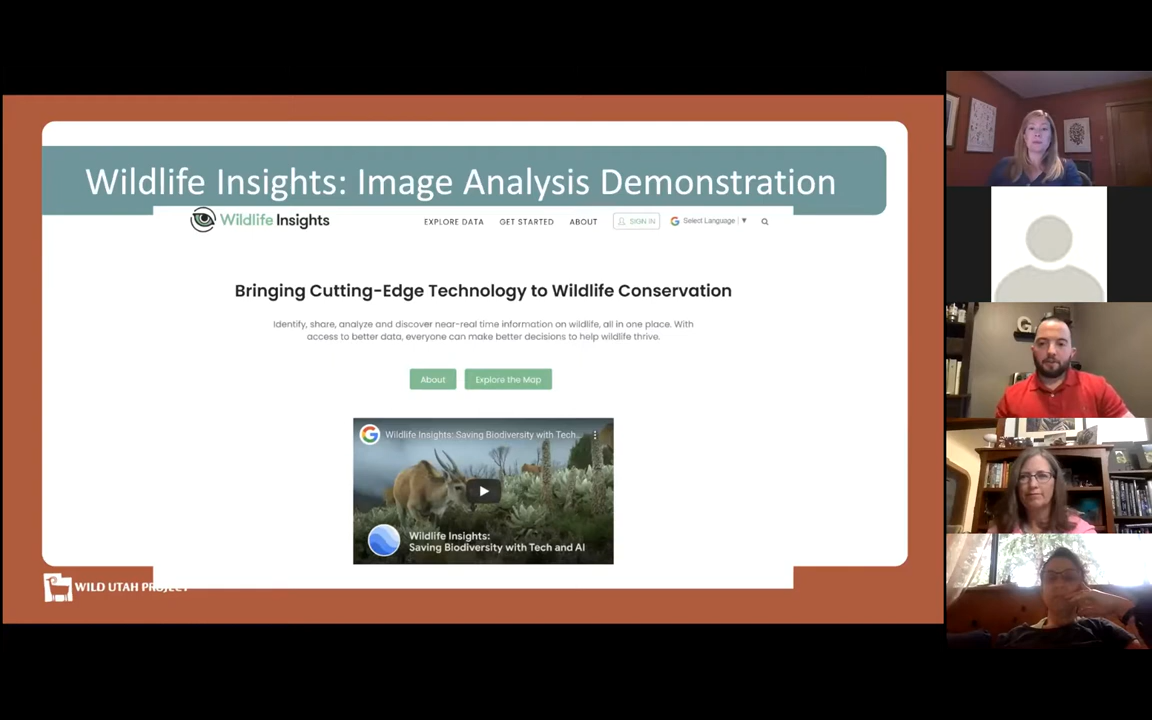 Wildlife Insights: Image Analysis Demonstration
Wildlife Insights
EXPLORE DATA GET STARTED ABOUT SIGN IN G Select Language ▼
Bringing Cutting-Edge Technology to Wildlife Conservation
Identify, share, analyze and discover near-real time information on wildlife, all in one place. With
access to better data, everyone can make better decisions to help wildlife thrive.
About Explore the Map
G Wildlife Insights: Saving Biodiversity with Tech...
Wildlife Insights:
Saving Biodiversity with Tech and AI
WILD UTAH PROJECT
G